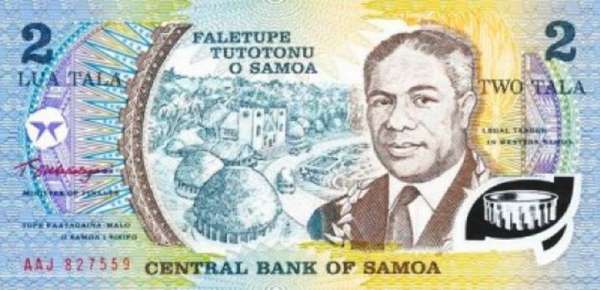 2
FALETUPE
TUTOTONU
O SAMOA
2
LUA TALA
TWO TALA
LEGAL TENDER
IN WESTERN SAMOA
MINISTER OF FINANCE
TUPE FAATAGAINA MALO
O SAMOA I SISIFO
AAJ 827559
CENTRAL BANK OF SAMOA